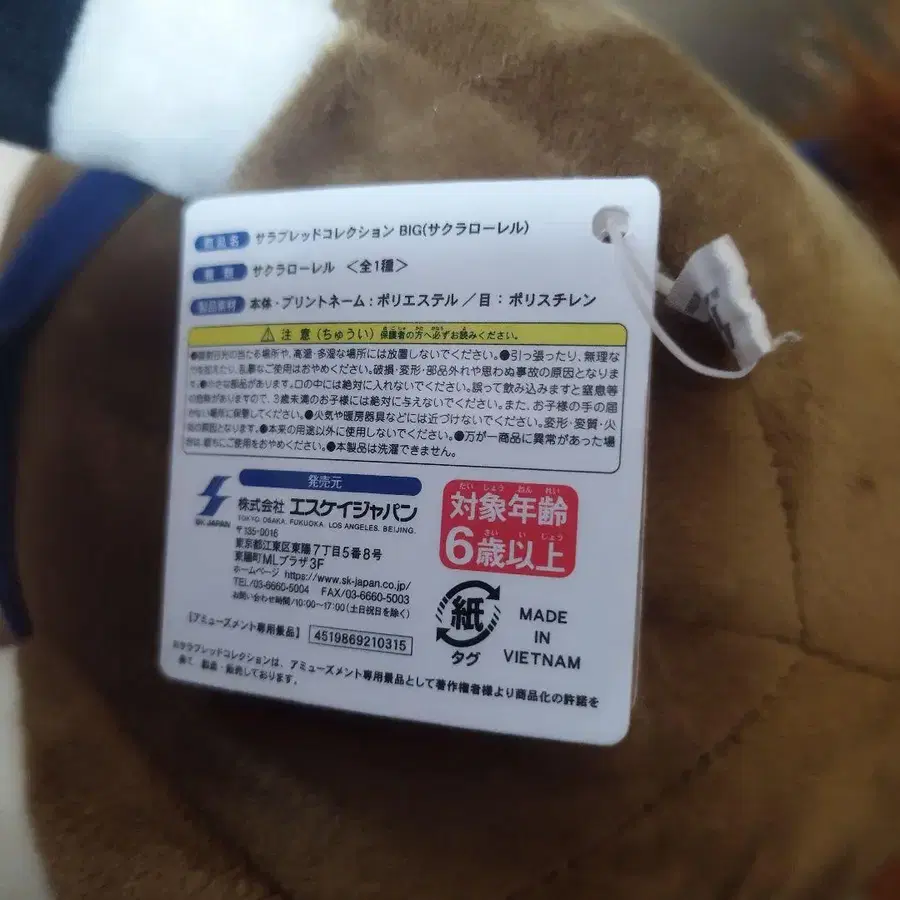 商品名 サラブレッドコレクション BIG(サクラローレル)
種類 サクラローレル <全1種>
製品素材 本体・プリントネーム:ポリエステル/目:ポリスチレン
⚠ 注意(ちゅうい) 保護者の方へ必ずお読みください。
●直射日光の当たる場所や、高温・多湿な場所には放置しないでください。●引っ張ったり、無理な
力を加えたり、乱暴なご使用はおやめください。破損・変形・部品外れや思わぬ事故の原因となりま
す。●小さな部品があります。口の中には絶対に入れないでください。誤って飲み込みますと窒息等
の危険がありますので、3歳未満のお子様には絶対に与えないでください。また、お子様の手の届
かない場所に保管してください。●火気や暖房器具などには近づけないでください。変形・変質・火
災の原因となります。●本来の用途以外に使用しないでください。●万が一商品に異常があった場
合は、直ちにご使用をおやめください。●本製品は洗濯できません。
発売元
SK JAPAN
株式会社 エスケイジャパン
TOKYO. OSAKA. FUKUOKA. LOS ANGELES. BEIJING.
〒135-0016
東京都江東区東陽7丁目5番8号
東陽町MLプラザ3F
ホームページ https://www.sk-japan.co.jp/
TEL/03-6660-5004 FAX/03-6660-5003
お問い合わせ時間/10:00~17:00(土日祝日を除く)
対象年齢
たいしょうねんれい
6歳以上
さいいじょう
紙
タグ
MADE
IN
VIETNAM
【アミューズメント専用景品】 4519869210315
※サラブレッドコレクションは、アミューズメント専用景品として著作権者様より商品化の許諾を
得て、製造・販売しております。